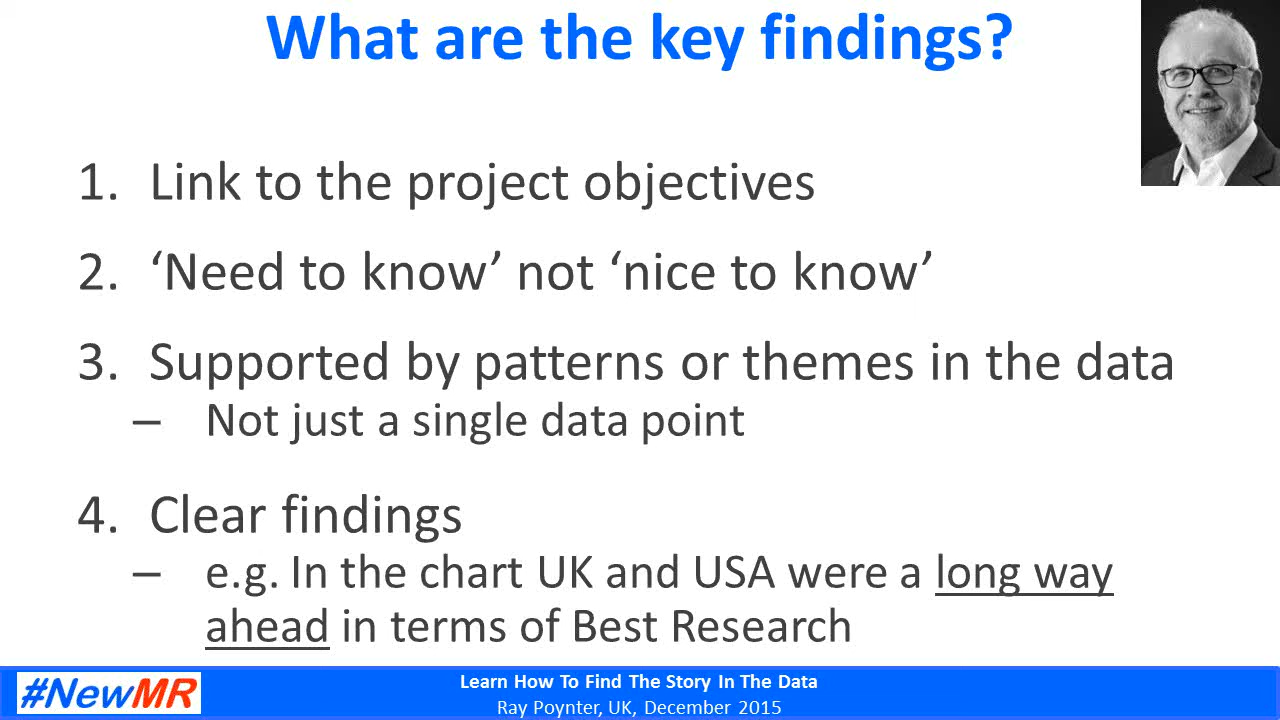 What are the key findings?
1. Link to the project objectives
2. ‘Need to know’ not ‘nice to know’
3. Supported by patterns or themes in the data
– Not just a single data point
4. Clear findings
– e.g. In the chart UK and USA were a long way
ahead in terms of Best Research
#NewMR
Learn How To Find The Story In The Data
Ray Poynter, UK, December 2015